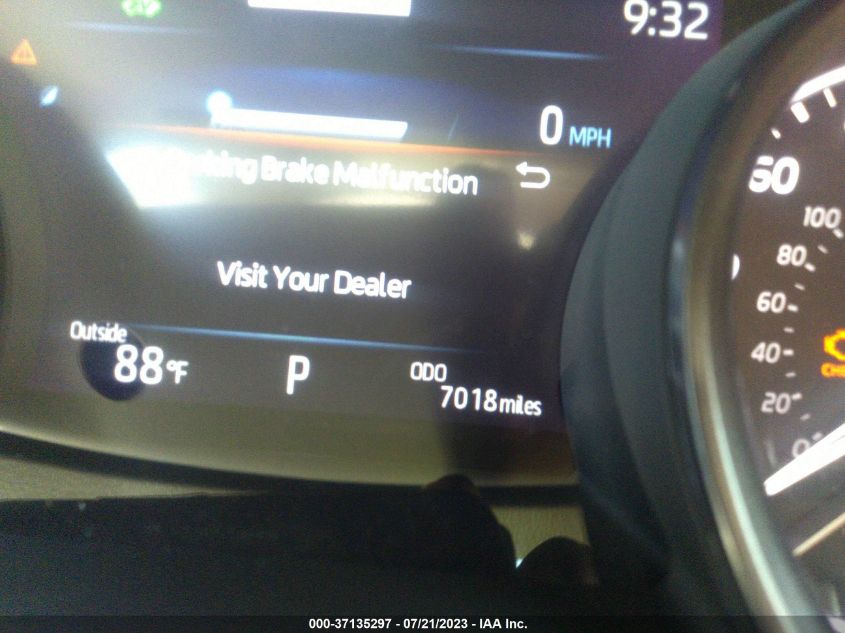 9:32
0 MPH
Brake Malfunction
Visit Your Dealer
Outside
88°F
P
ODO
7018 miles
60
100
80
60
40
20
0
000-37135297 - 07/21/2023 - IAA Inc.